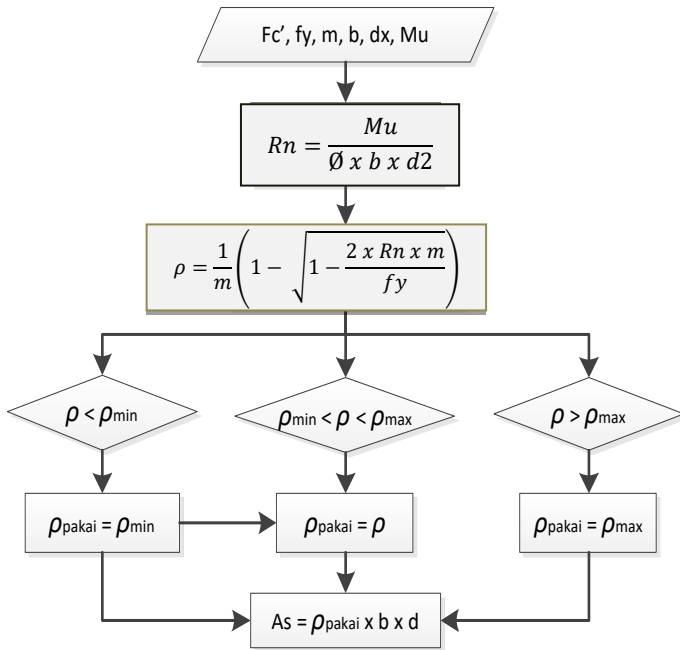 Fc’, fy, m, b, dx, Mu
Rn = Mu / Ø x b x d2
ρ = 1/m (1 − √(1 − 2 x Rn x m / fy))
ρ < ρmin
ρmin < ρ < ρmax
ρ > ρmax
ρpakai = ρmin
ρpakai = ρ
ρpakai = ρmax
As = ρpakai x b x d